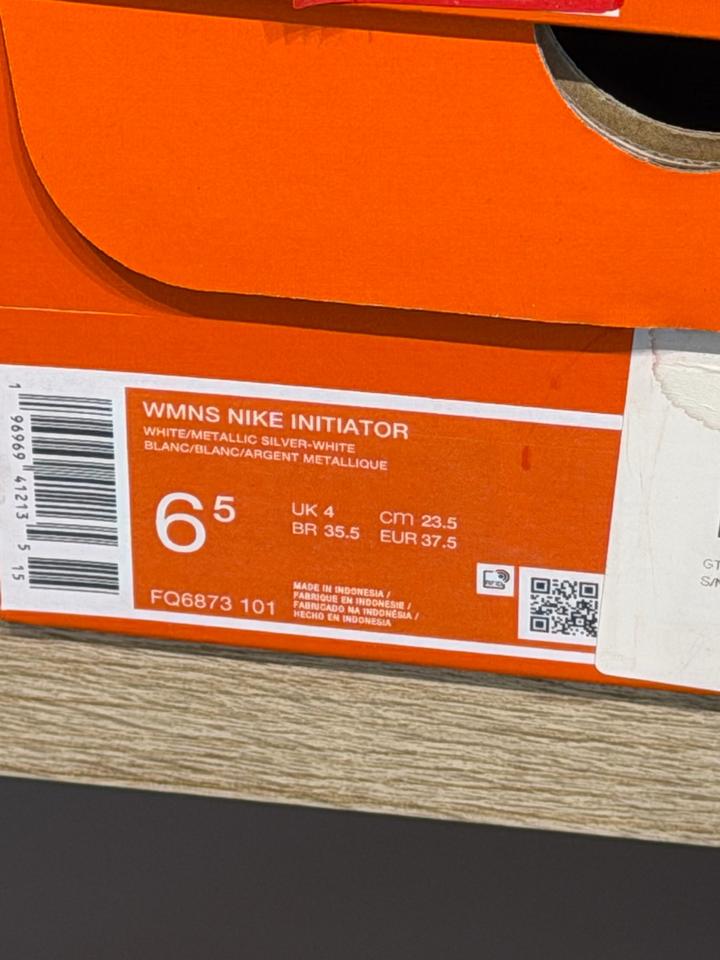 WMNS NIKE INITIATOR
WHITE/METALLIC SILVER-WHITE
BLANC/BLANC/ARGENT METALLIQUE
6⁵
UK 4
BR 35.5
cm 23.5
EUR 37.5
FQ6873 101
MADE IN INDONESIA /
FABRIQUE EN INDONESIE /
FABRICADO NA INDONÉSIA /
HECHO EN INDONESIA
1 96969 41213 5 15